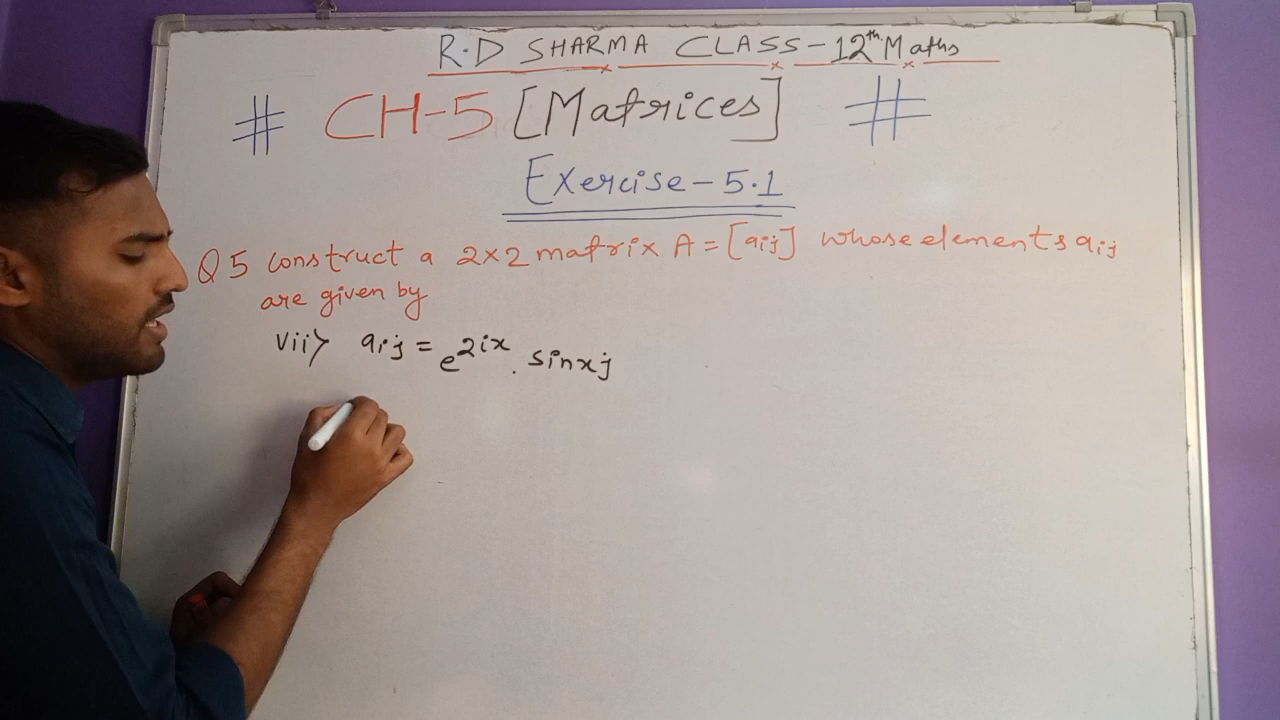 R.D SHARMA CLASS - 12th Maths
# CH-5 [Matrices] #
Exercise - 5.1
Q5 construct a 2×2 matrix A = [aij] whose elements aij
are given by
vii> aij = e^2ix . sinxj